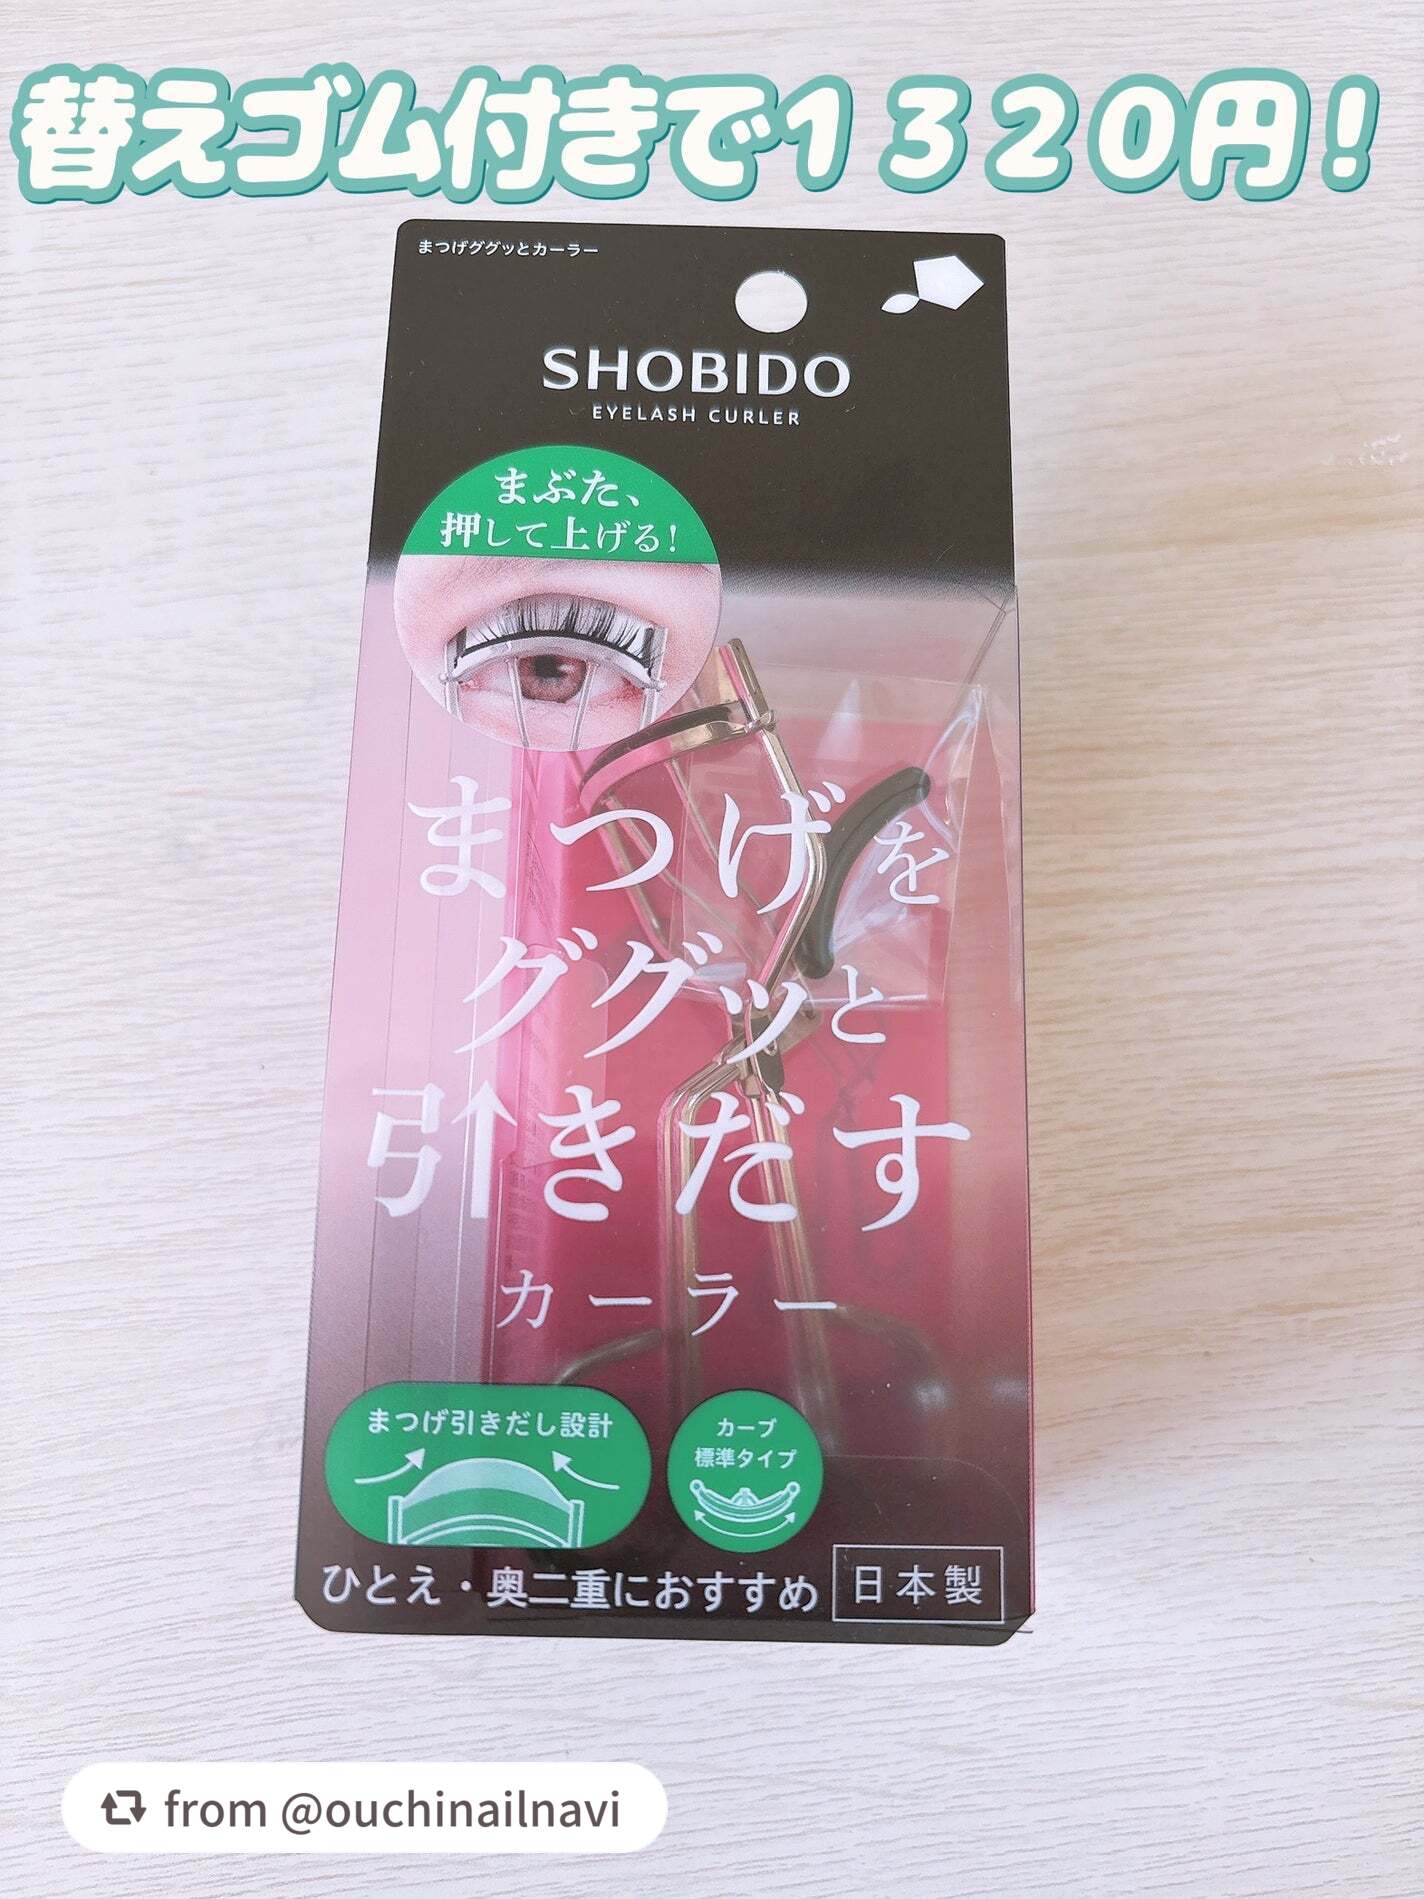 替えゴム付きで１３２０円！
まつげググッとカーラー
SHOBIDO
EYELASH CURLER
まぶた、
押して上げる！
まつげを
ググッと
引きだす
カーラー
まつげ引きだし設計
カーブ
標準タイプ
ひとえ・奥二重におすすめ
日本製
from @ouchinailnavi